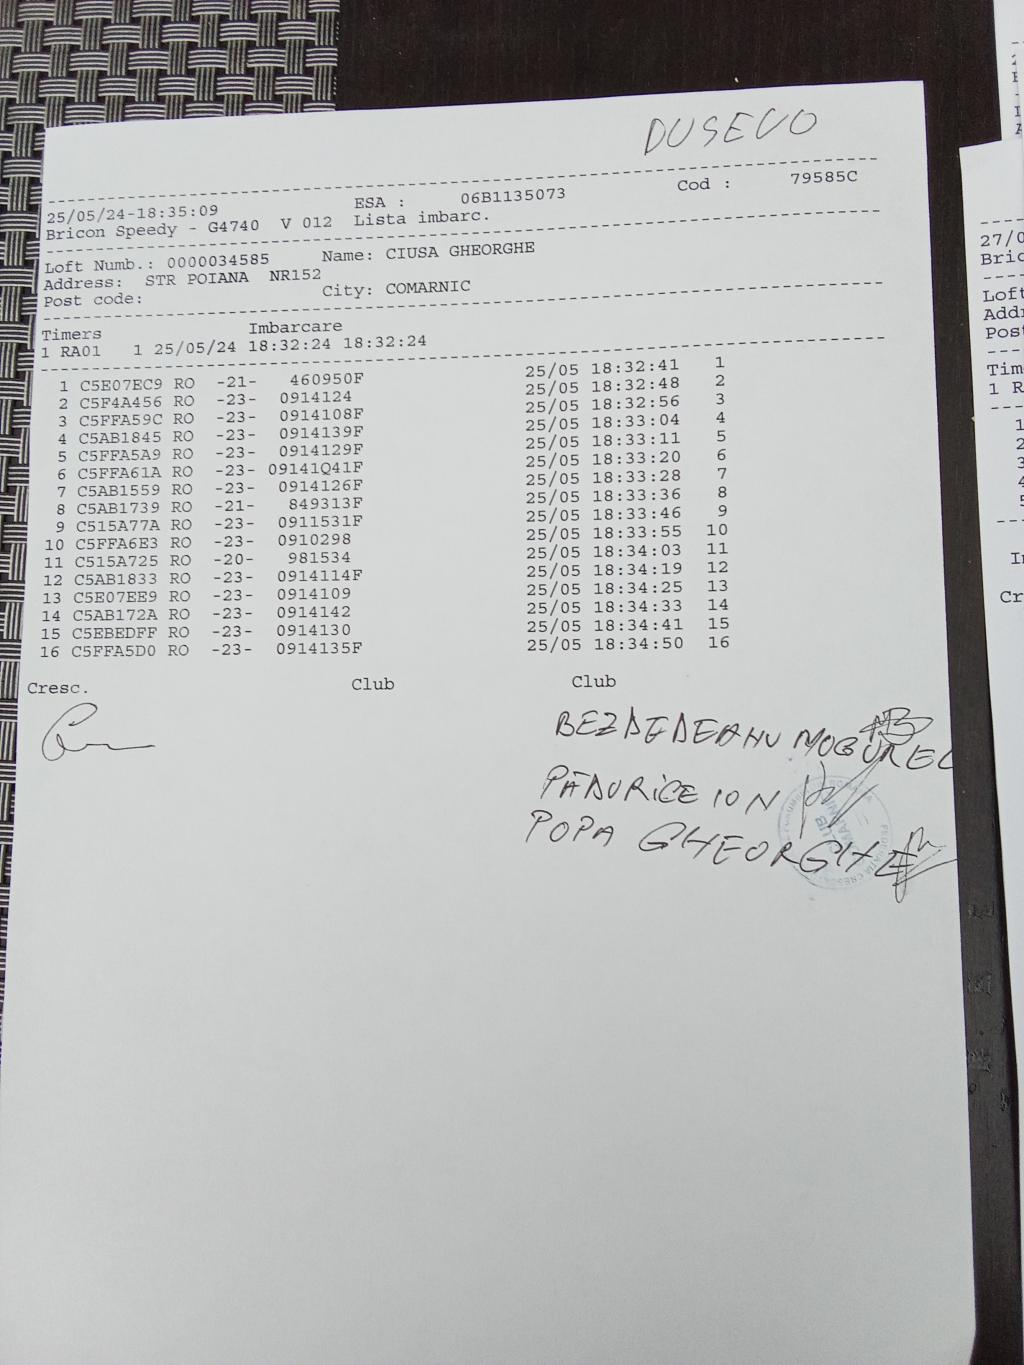 DUSEVO
25/05/24-18:35:09 ESA : 06B1135073 Cod : 79585C
Bricon Speedy - G4740 V 012 Lista imbarc.
Loft Numb.: 0000034585 Name: CIUSA GHEORGHE
Address: STR POIANA NR152
Post code: City: COMARNIC
Timers Imbarcare
1 RA01 1 25/05/24 18:32:24 18:32:24
1 C5E07EC9 RO -21- 460950F 25/05 18:32:41 1
2 C5F4A456 RO -23- 0914124 25/05 18:32:48 2
3 C5FFA59C RO -23- 0914108F 25/05 18:32:56 3
4 C5AB1845 RO -23- 0914139F 25/05 18:33:04 4
5 C5FFA5A9 RO -23- 0914129F 25/05 18:33:11 5
6 C5FFA61A RO -23- 09141Q41F 25/05 18:33:20 6
7 C5AB1559 RO -23- 0914126F 25/05 18:33:28 7
8 C5AB1739 RO -21- 849313F 25/05 18:33:36 8
9 C515A77A RO -23- 0911531F 25/05 18:33:46 9
10 C5FFA6E3 RO -23- 0910298 25/05 18:33:55 10
11 C515A725 RO -20- 981534 25/05 18:34:03 11
12 C5AB1833 RO -23- 0914114F 25/05 18:34:19 12
13 C5E07EE9 RO -23- 0914109 25/05 18:34:25 13
14 C5AB172A RO -23- 0914142 25/05 18:34:33 14
15 C5EBEDFF RO -23- 0914130 25/05 18:34:41 15
16 C5FFA5D0 RO -23- 0914135F 25/05 18:34:50 16
Cresc. Club Club
BEZDEDEANU MUGUREL
PĂDURICE ION
POPA GHEORGHE
CLUB
27/0
Bric
Loft
Addr
Post
Tim
1 R
Cr